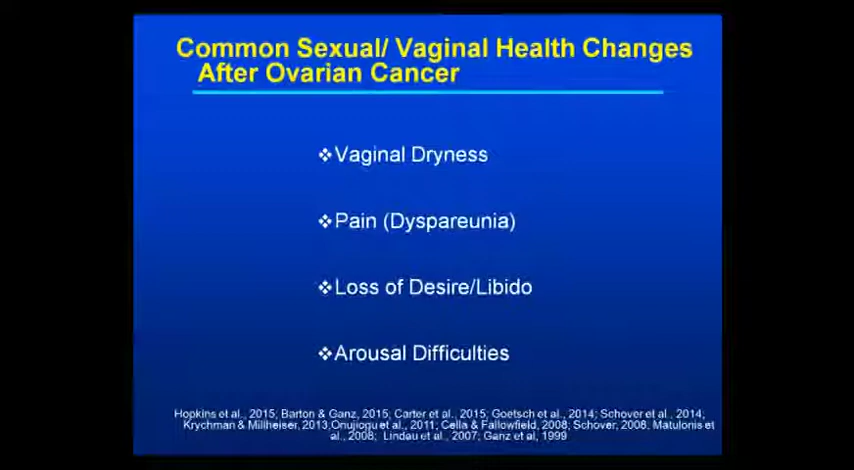 Common Sexual/ Vaginal Health Changes
After Ovarian Cancer
❖Vaginal Dryness
❖Pain (Dyspareunia)
❖Loss of Desire/Libido
❖Arousal Difficulties
Hopkins et al., 2015; Barton & Ganz, 2015; Carter et al., 2015; Goetsch et al., 2014; Schover et al., 2014;
Krychman & Millheiser, 2013,Onujiogu et al., 2011; Cella & Fallowfield, 2008; Schover, 2008, Matulonis et
al., 2008; Lindau et al., 2007; Ganz et al, 1999